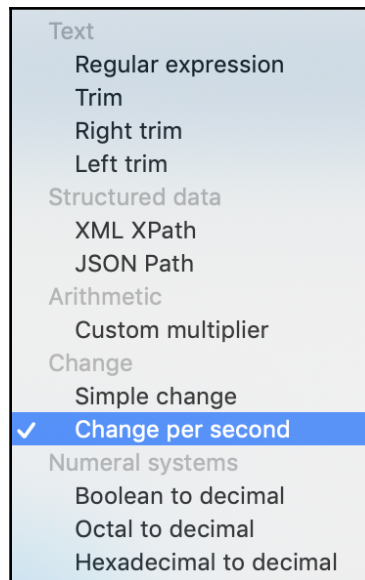 Text
Regular expression
Trim
Right trim
Left trim
Structured data
XML XPath
JSON Path
Arithmetic
Custom multiplier
Change
Simple change
✓ Change per second
Numeral systems
Boolean to decimal
Octal to decimal
Hexadecimal to decimal